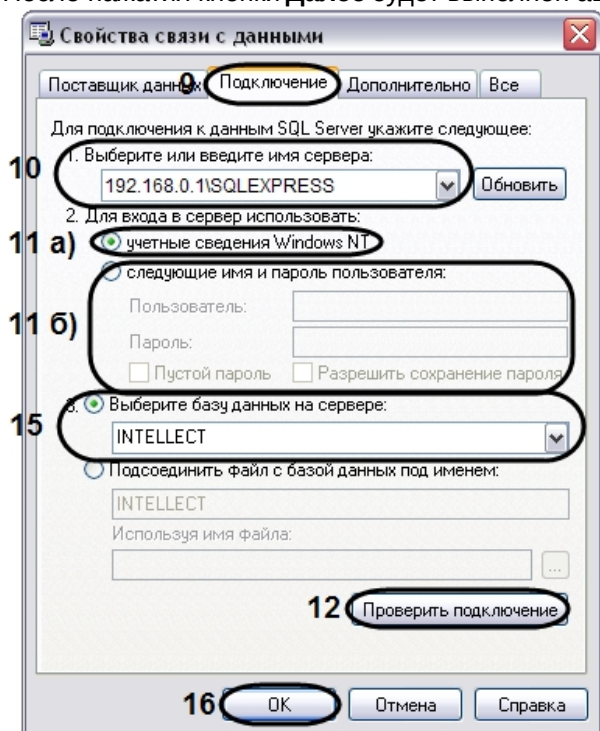 После нажатия кнопки Далее будет выполнен ав
Свойства связи с данными
Поставщик данных Подключение Дополнительно Все
9
Для подключения к данным SQL Server укажите следующее:
10
1. Выберите или введите имя сервера:
192.168.0.1\SQLEXPRESS Обновить
2. Для входа в сервер использовать:
11 а) учетные сведения Windows NT
следующие имя и пароль пользователя:
11 б)
Пользователь:
Пароль:
Пустой пароль Разрешить сохранение пароля
3. Выберите базу данных на сервере:
15
INTELLECT
Подсоединить файл с базой данных под именем:
INTELLECT
Используя имя файла:
...
12 Проверить подключение
16 OK Отмена Справка